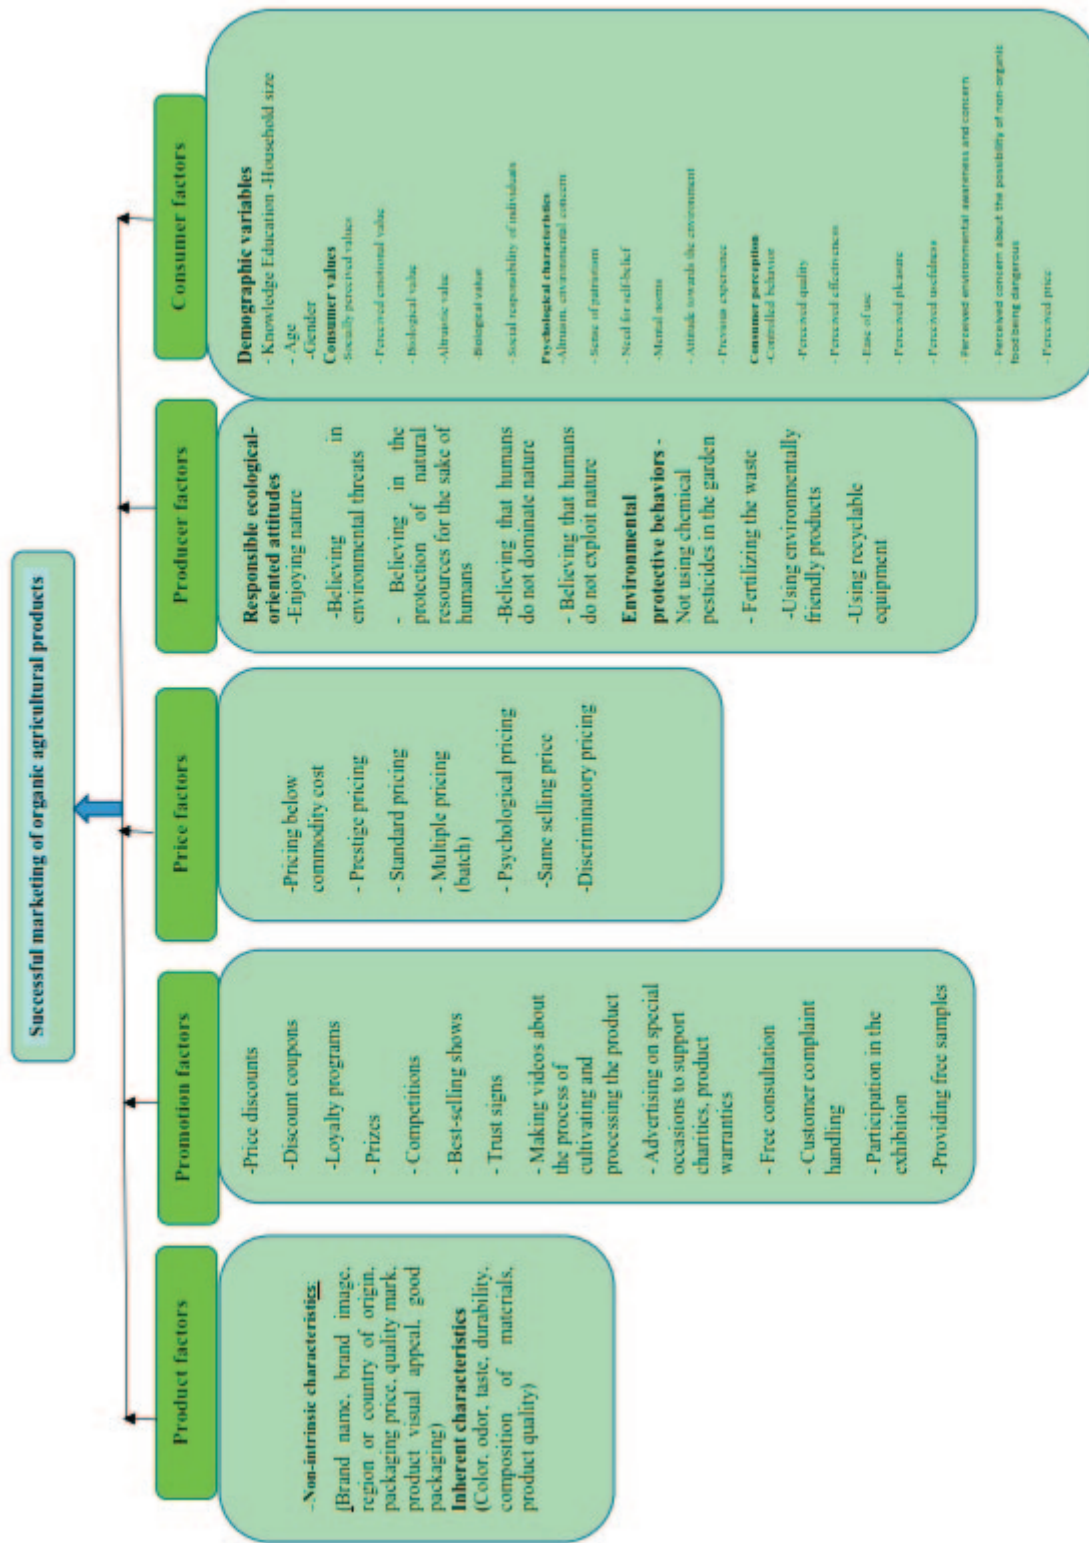 Successful marketing of organic agricultural products
Product factors
-Non-intrinsic characteristics:
(Brand name, brand image,
region or country of origin,
packaging price, quality mark,
product visual appeal, good
packaging)
Inherent characteristics
(Color, odor, taste, durability,
composition of materials,
product quality)
Promotion factors
-Price discounts
-Discount coupons
-Loyalty programs
- Prizes
- Competitions
- Best-selling shows
- Trust signs
- Making videos about
the process of
cultivating and
processing the product
- Advertising on special
occasions to support
charities, product
warranties
- Free consultation
- Customer complaint
handling
- Participation in the
exhibition
-Providing free samples
Price factors
-Pricing below
commodity cost
- Prestige pricing
- Standard pricing
- Multiple pricing
(batch)
- Psychological pricing
-Same selling price
-Discriminatory pricing
Producer factors
Responsible ecological-
oriented attitudes
-Enjoying nature
-Believing in
environmental threats
- Believing in the
protection of natural
resources for the sake of
humans
-Believing that humans
do not dominate nature
- Believing that humans
do not exploit nature
Environmental
protective behaviors -
Not using chemical
pesticides in the garden
- Fertilizing the waste
-Using environmentally
friendly products
-Using recyclable
equipment
Consumer factors
Demographic variables
- Knowledge Education -Household size
- Age
-Gender
Consumer values
-Socially perceived values
- Perceived emotional value
- Biological value
-Altruistic value
-Biological value
- Social responsibility of individuals
Psychological characteristics
-Altruism, environmental concern
- Sense of patriotism
- Need for self-belief
-Mental norms
- Attitude towards the environment
- Previous experience
Consumer perception
-Controlled behavior
-Perceived quality
- Perceived effectiveness
-Ease of use
- Perceived pleasure
- Perceived usefulness
- Perceived environmental awareness and concern
- Perceived concern about the possibility of non-organic
food being dangerous
- Perceived price